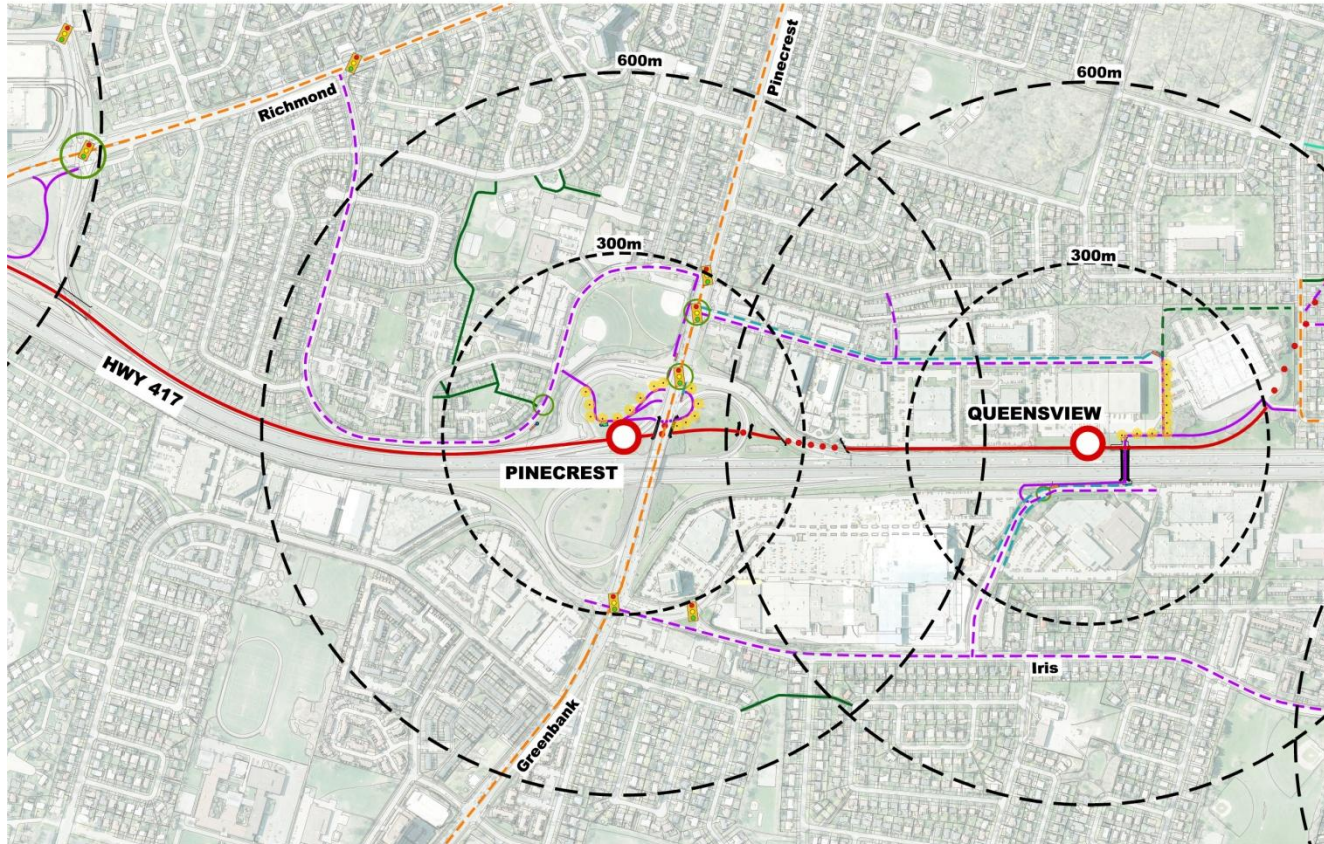 600m
Pinecrest
600m
Richmond
300m
300m
HWY 417
QUEENSVIEW
PINECREST
Iris
Greenbank